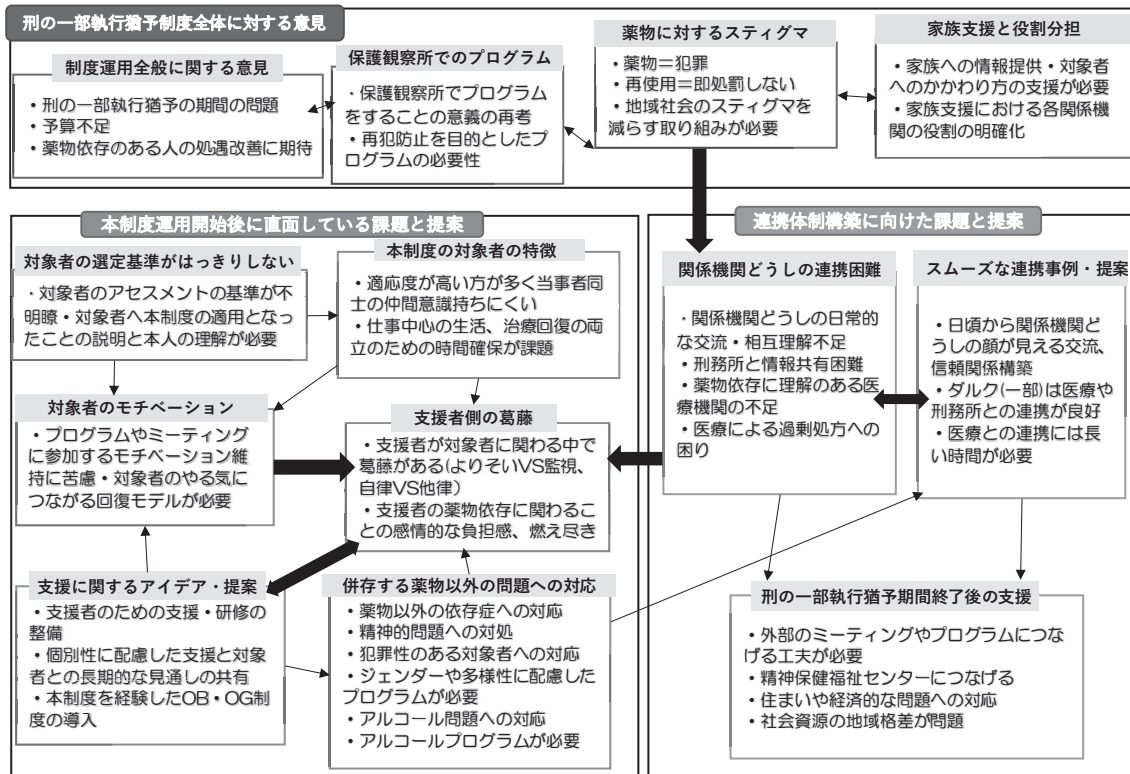 刑の一部執行猶予制度全体に対する意見
制度運用全般に関する意見
・刑の一部執行猶予の期間の問題
・予算不足
・薬物依存のある人の処遇改善に期待
保護観察所でのプログラム
・保護観察所でプログラム
をすることの意義の再考
・再犯防止を目的としたプ
ログラムの必要性
薬物に対するスティグマ
・薬物＝犯罪
・再使用＝即処罰しない
・地域社会のスティグマを
減らす取り組みが必要
家族支援と役割分担
・家族への情報提供・対象者
へのかかわり方の支援が必要
・家族支援における各関係機
関の役割の明確化
本制度運用開始後に直面している課題と提案
対象者の選定基準がはっきりしない
・対象者のアセスメントの基準が不
明瞭・対象者へ本制度の適用となっ
たことの説明と本人の理解が必要
本制度の対象者の特徴
・適応度が高い方が多く当事者同
士の仲間意識持ちにくい
・仕事中心の生活、治療回復の両
立のための時間確保が課題
対象者のモチベーション
・プログラムやミーティング
に参加するモチベーション維
持に苦慮・対象者のやる気に
つながる回復モデルが必要
支援者側の葛藤
・支援者が対象者に関わる中で
葛藤がある(よりそいVS監視、
自律VS他律）
・支援者の薬物依存に関わるこ
との感情的な負担感、燃え尽き
支援に関するアイデア・提案
・支援者のための支援・研修の
整備
・個別性に配慮した支援と対象
者との長期的な見通しの共有
・本制度を経験したOB・OG制
度の導入
併存する薬物以外の問題への対応
・薬物以外の依存症への対応
・精神的問題への対処
・犯罪性のある対象者への対応
・ジェンダーや多様性に配慮した
プログラムが必要
・アルコール問題への対応
・アルコールプログラムが必要
連携体制構築に向けた課題と提案
関係機関どうしの連携困難
・関係機関どうしの日常的
な交流・相互理解不足
・刑務所と情報共有困難
・薬物依存に理解のある医
療機関の不足
・医療による過剰処方への
困り
スムーズな連携事例・提案
・日頃から関係機関ど
うしの顔が見える交流、
信頼関係構築
・ダルク(一部)は医療や
刑務所との連携が良好
・医療との連携には長
い時間が必要
刑の一部執行猶予期間終了後の支援
・外部のミーティングやプログラムにつな
げる工夫が必要
・精神保健福祉センターにつなげる
・住まいや経済的な問題への対応
・社会資源の地域格差が問題